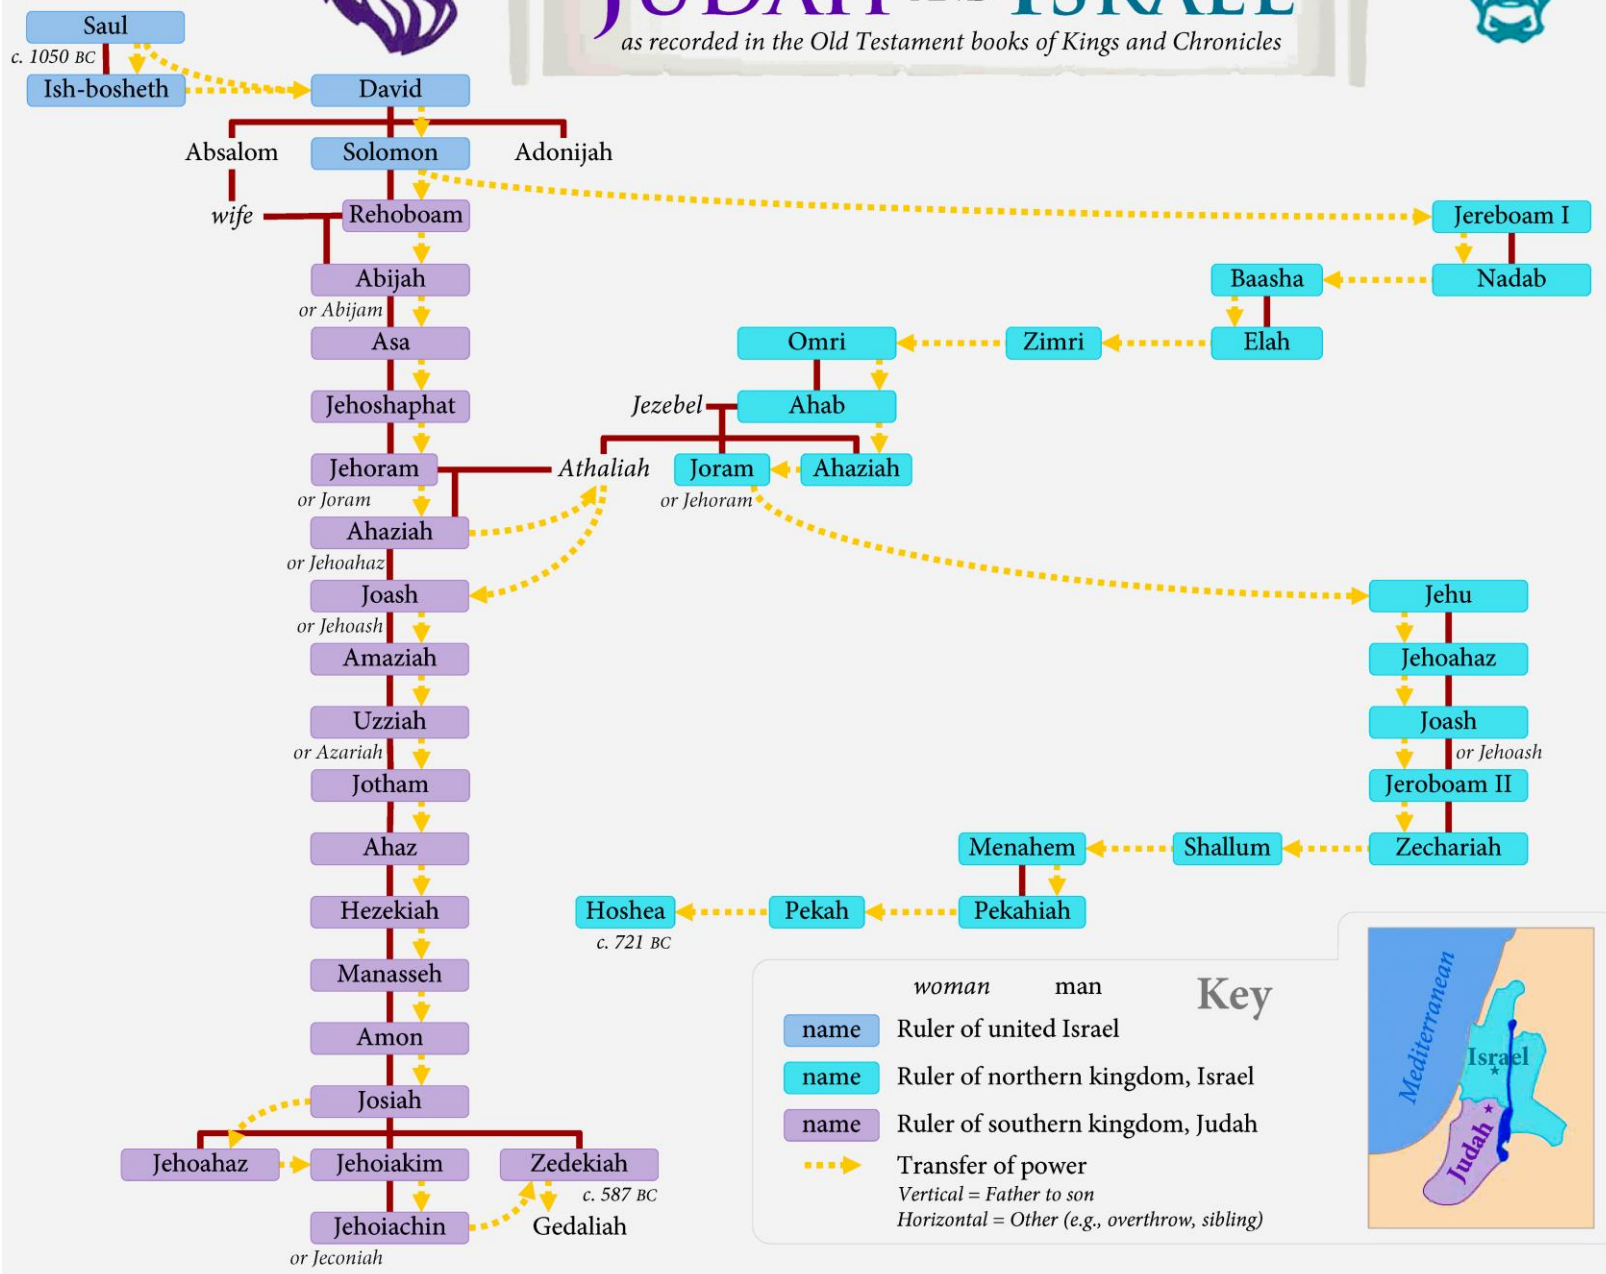 JUDAH AND ISRAEL
as recorded in the Old Testament books of Kings and Chronicles
Saul
c. 1050 BC
Ish-bosheth
David
Absalom
Solomon
Adonijah
wife
Rehoboam
Jereboam I
Abijah
or Abijam
Baasha
Nadab
Asa
Omri
Zimri
Elah
Jehoshaphat
Jezebel
Ahab
Jehoram
or Joram
Athaliah
Joram
or Jehoram
Ahaziah
Ahaziah
or Jehoahaz
Joash
or Jehoash
Jehu
Amaziah
Jehoahaz
Uzziah
or Azariah
Joash
or Jehoash
Jotham
Jeroboam II
Ahaz
Menahem
Shallum
Zechariah
Hezekiah
Hoshea
c. 721 BC
Pekah
Pekahiah
Manasseh
Amon
Josiah
Jehoahaz
Jehoiakim
Zedekiah
c. 587 BC
Jehoiachin
or Jeconiah
Gedaliah
woman man Key
name Ruler of united Israel
name Ruler of northern kingdom, Israel
name Ruler of southern kingdom, Judah
Transfer of power
Vertical = Father to son
Horizontal = Other (e.g., overthrow, sibling)
Mediterranean
Israel
Judah